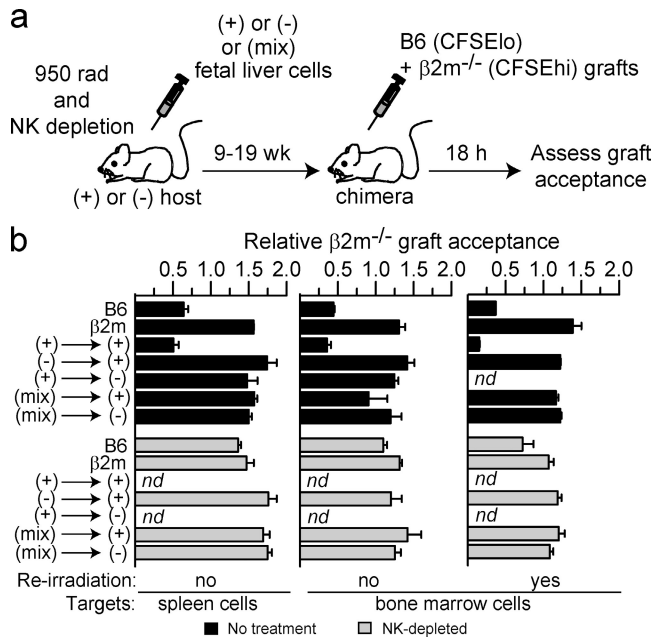 a
(+) or (-)
or (mix)
fetal liver cells
950 rad
and
NK depletion
B6 (CFSElo)
+ β2m-/- (CFSEhi) grafts
9-19 wk
18 h
Assess graft
acceptance
(+) or (-) host
chimera
b
Relative β2m-/- graft acceptance
0.5 1.0 1.5 2.0 0.5 1.0 1.5 2.0 0.5 1.0 1.5 2.0
B6
β2m
(+) → (+)
(-) → (+)
(+) → (-) nd
(mix) → (+)
(mix) → (-)
B6
β2m
(+) → (+) nd nd nd
(-) → (+)
(+) → (-) nd nd nd
(mix) → (+)
(mix) → (-)
Re-irradiation: no no yes
Targets: spleen cells bone marrow cells
No treatment NK-depleted